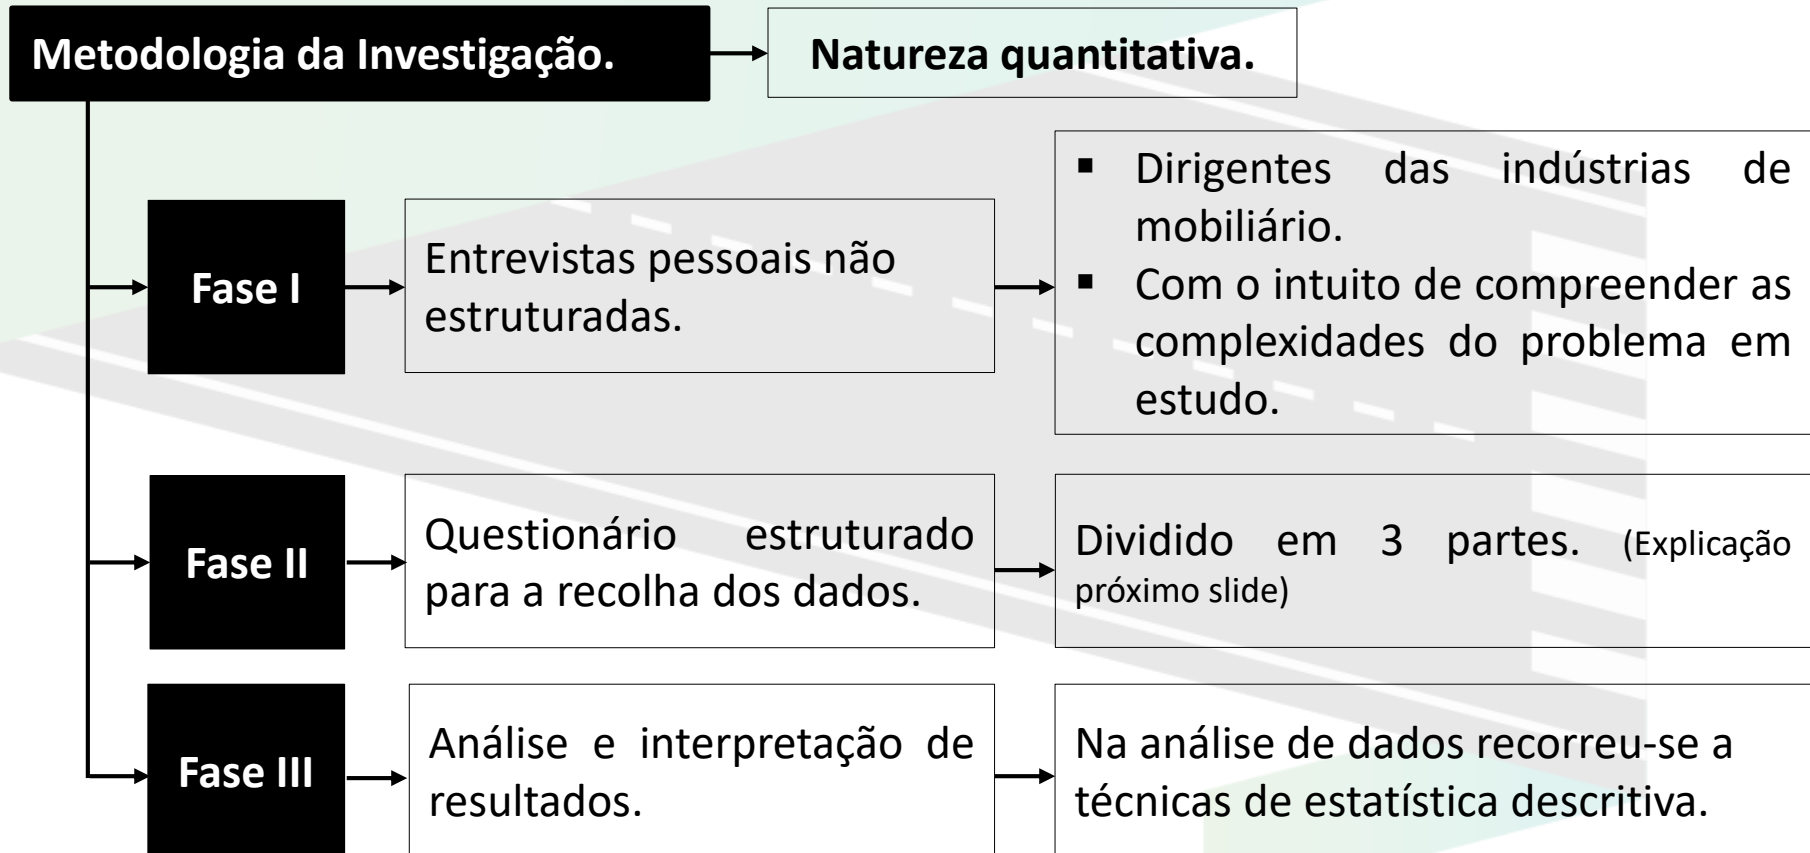 Metodologia da Investigação.
Natureza quantitativa.
Fase I
Entrevistas pessoais não
estruturadas.
▪ Dirigentes das indústrias de
mobiliário.
▪ Com o intuito de compreender as
complexidades do problema em
estudo.
Fase II
Questionário estruturado
para a recolha dos dados.
Dividido em 3 partes. (Explicação
próximo slide)
Fase III
Análise e interpretação de
resultados.
Na análise de dados recorreu-se a
técnicas de estatística descritiva.